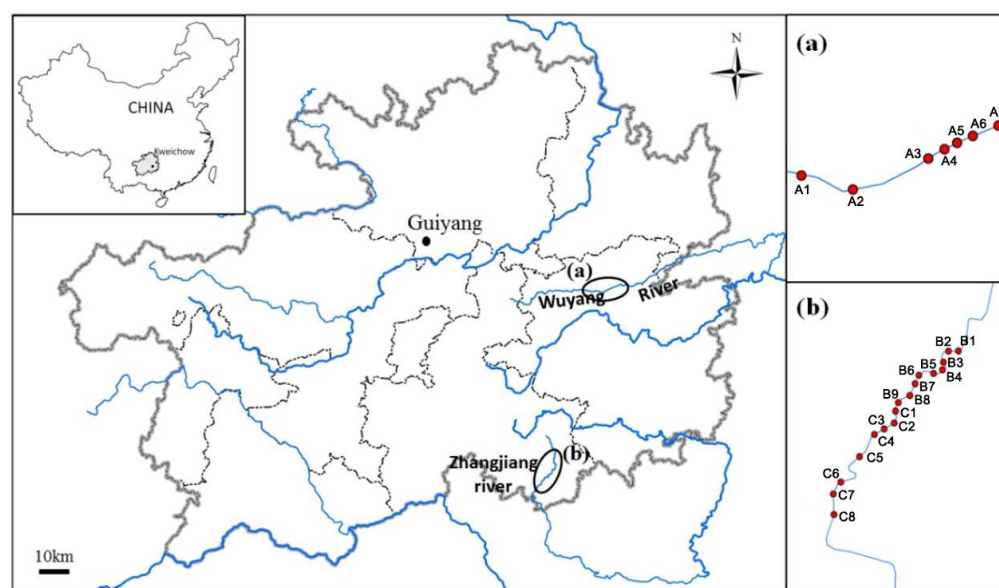 CHINA
Kweichow
N
Guiyang
(a)
Wuyang River
Zhangjiang
river
(b)
10km
(a)
A1
A2
A3
A4
A5
A6
(b)
B1
B2
B3
B4
B5
B6
B7
B8
B9
C1
C2
C3
C4
C5
C6
C7
C8